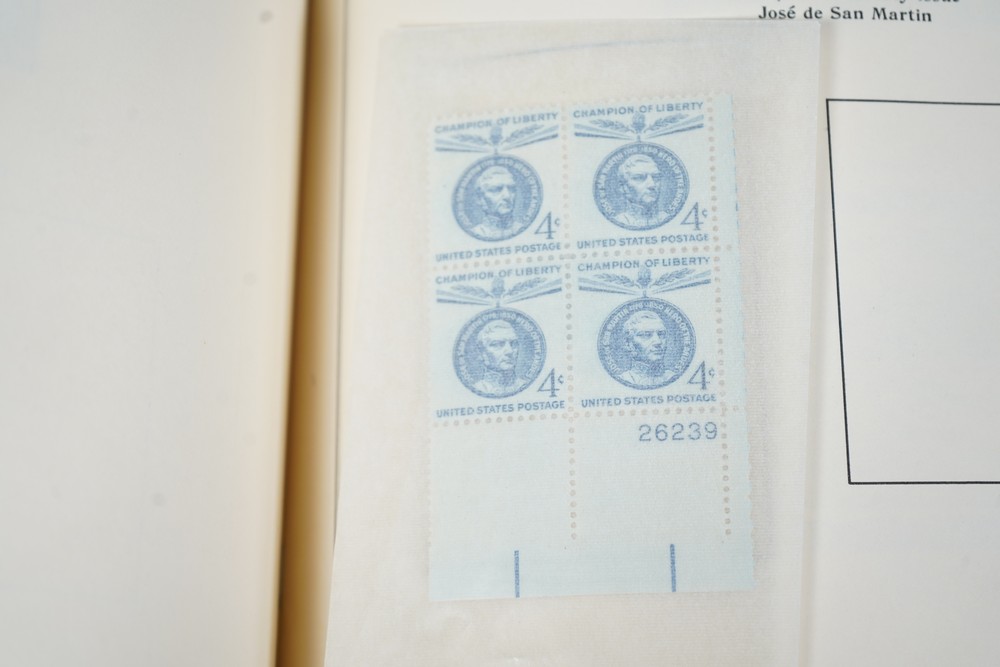 José de San Martin
CHAMPION OF LIBERTY
4¢
UNITED STATES POSTAGE
CHAMPION OF LIBERTY
4¢
UNITED STATES POSTAGE
CHAMPION OF LIBERTY
4¢
UNITED STATES POSTAGE
CHAMPION OF LIBERTY
4¢
UNITED STATES POSTAGE
26239